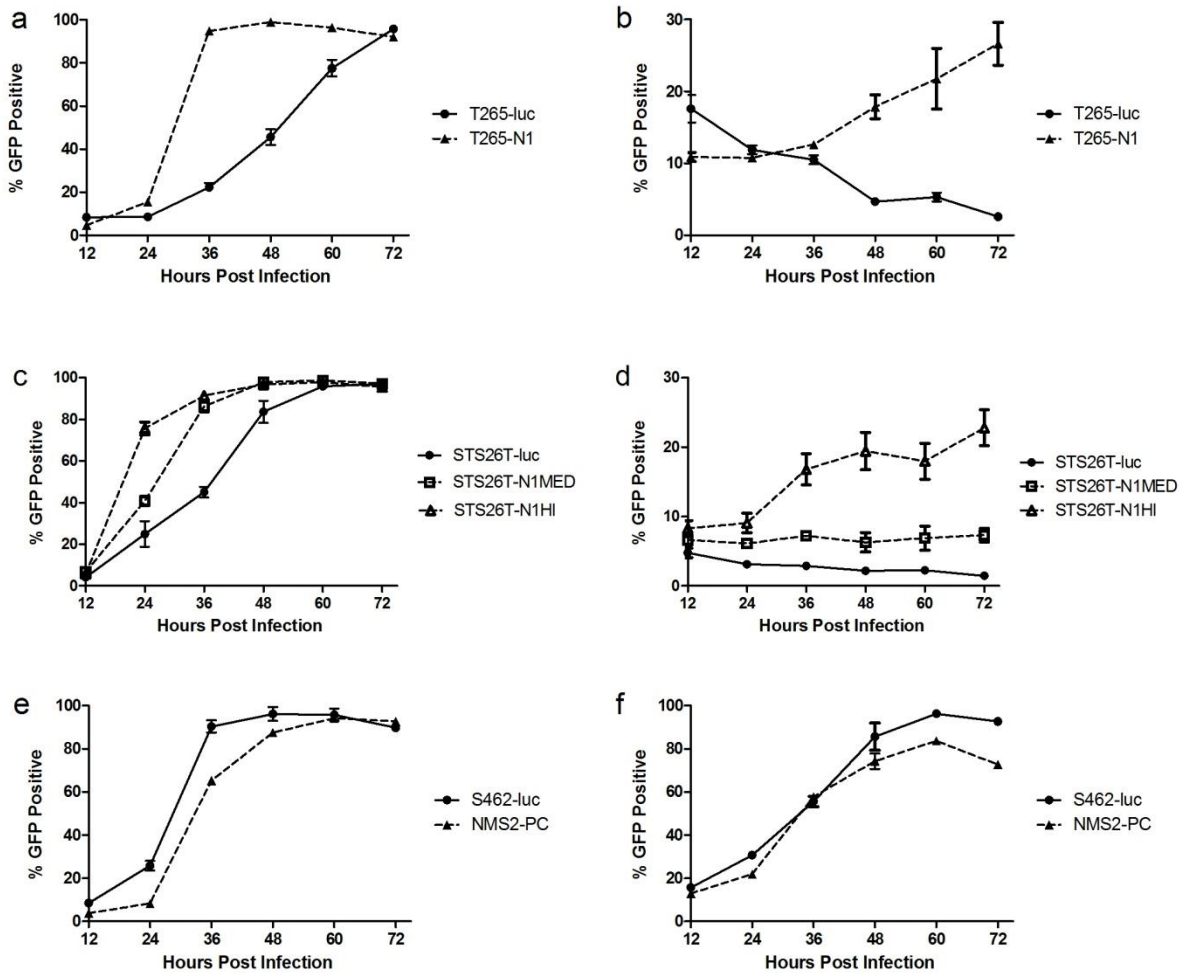 a
% GFP Positive
100
80
60
40
20
0
12 24 36 48 60 72
Hours Post Infection
T265-luc
T265-N1
b
% GFP Positive
30
20
10
0
12 24 36 48 60 72
Hours Post Infection
T265-luc
T265-N1
c
% GFP Positive
100
80
60
40
20
0
12 24 36 48 60 72
Hours Post Infection
STS26T-luc
STS26T-N1MED
STS26T-N1HI
d
% GFP Positive
30
20
10
0
12 24 36 48 60 72
Hours Post Infection
STS26T-luc
STS26T-N1MED
STS26T-N1HI
e
% GFP Positive
100
80
60
40
20
0
12 24 36 48 60 72
Hours Post Infection
S462-luc
NMS2-PC
f
% GFP Positive
100
80
60
40
20
0
12 24 36 48 60 72
Hours Post Infection
S462-luc
NMS2-PC